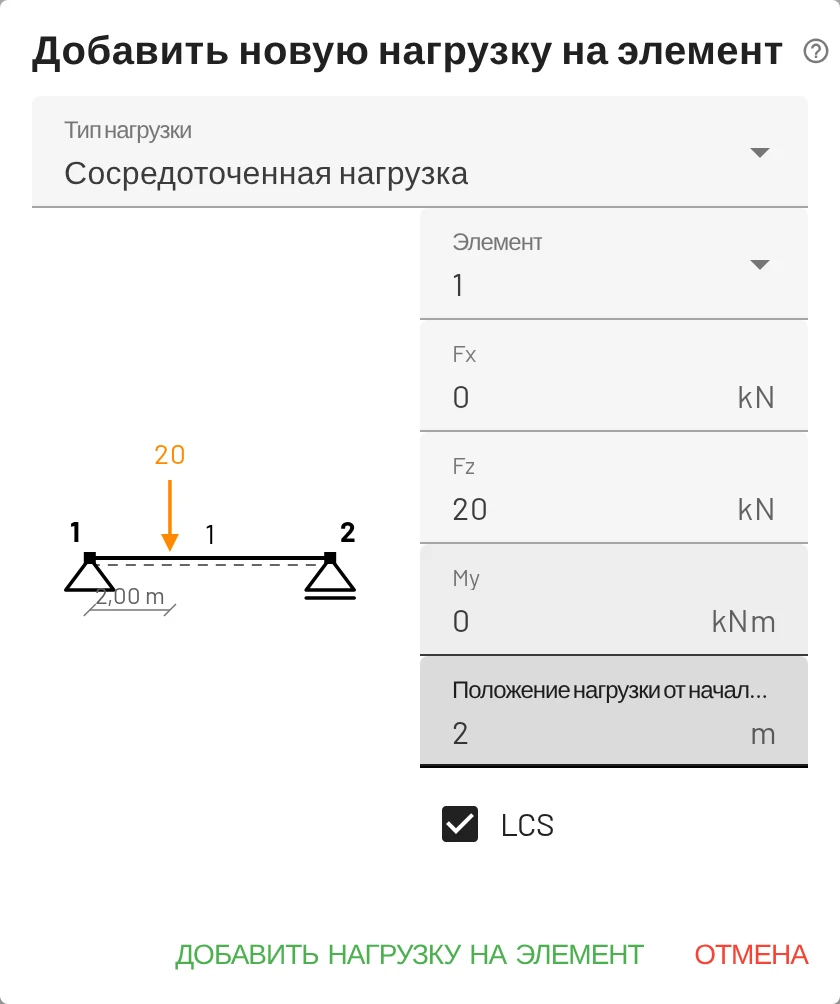 Добавить новую нагрузку на элемент
Тип нагрузки
Сосредоточенная нагрузка
Элемент
1
Fx
0 kN
Fz
20 kN
My
0 kNm
Положение нагрузки от начал...
2 m
LCS
20
1 1 2
2,00 m
ДОБАВИТЬ НАГРУЗКУ НА ЭЛЕМЕНТ ОТМЕНА